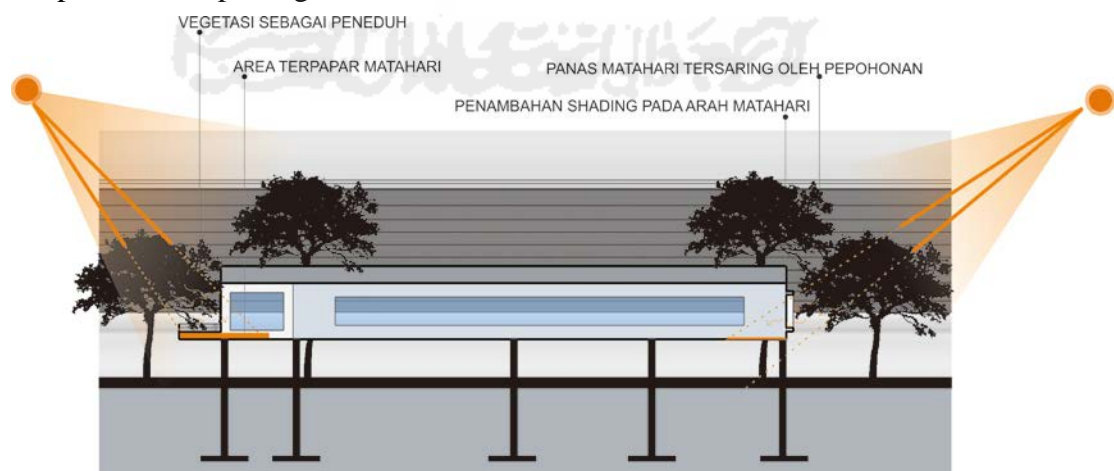 VEGETASI SEBAGAI PENEDUH
AREA TERPAPAR MATAHARI
PANAS MATAHARI TERSARING OLEH PEPOHONAN
PENAMBAHAN SHADING PADA ARAH MATAHARI